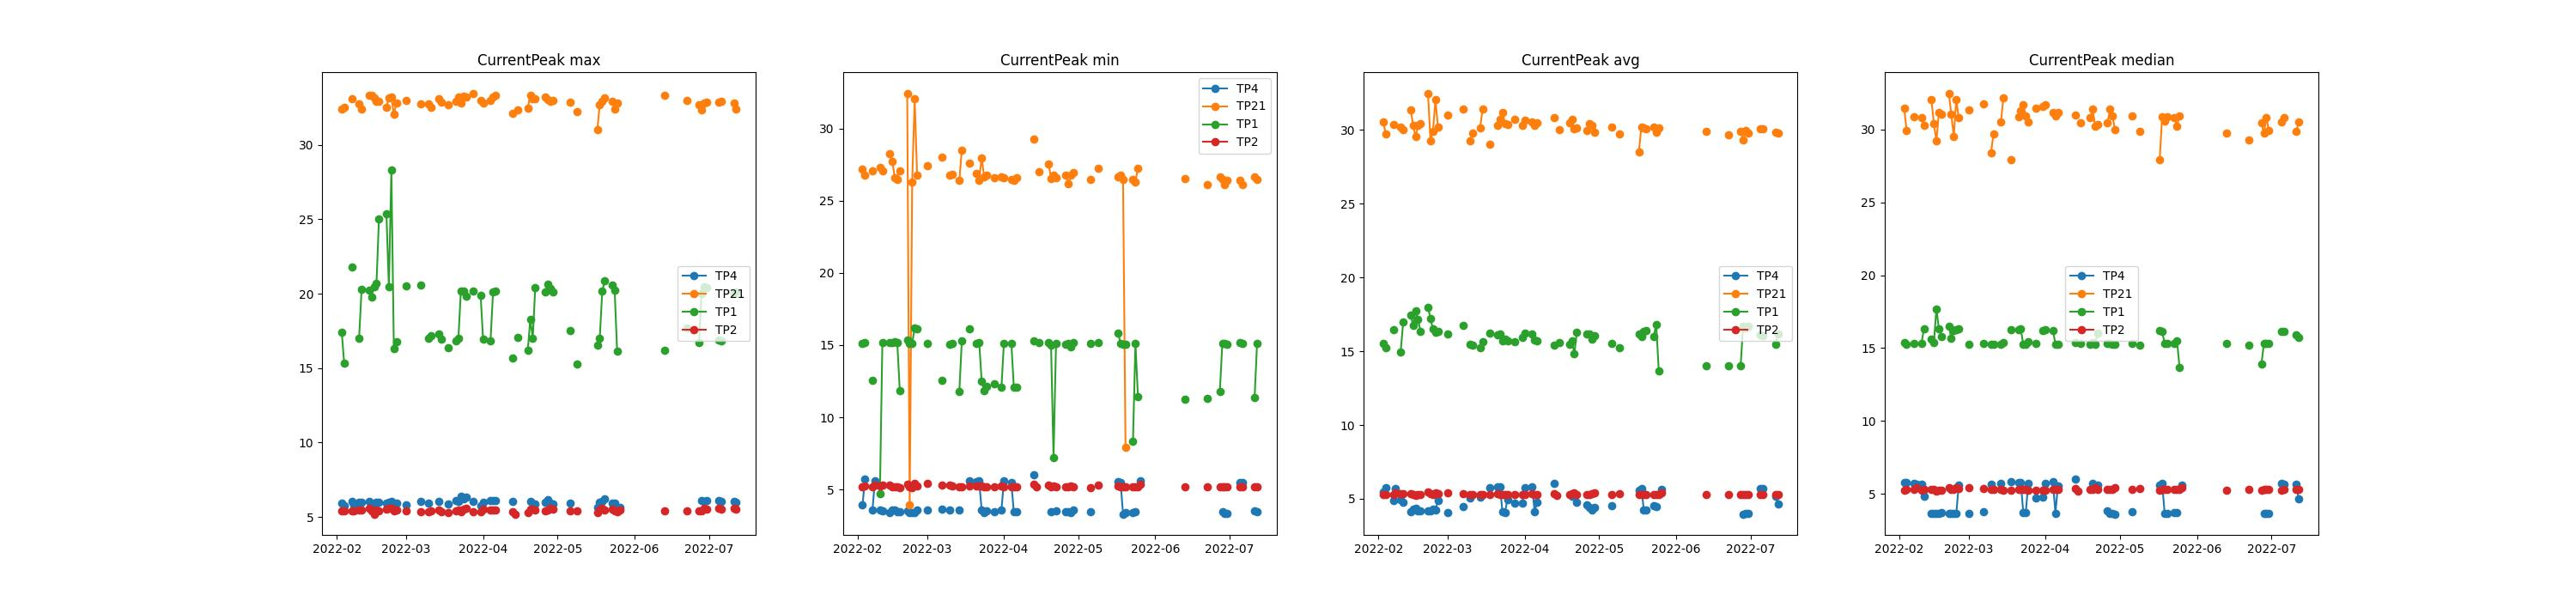 CurrentPeak max
30
25
20
15
10
5
2022-02 2022-03 2022-04 2022-05 2022-06 2022-07
TP4
TP21
TP1
TP2
CurrentPeak min
30
25
20
15
10
5
2022-02 2022-03 2022-04 2022-05 2022-06 2022-07
TP4
TP21
TP1
TP2
CurrentPeak avg
30
25
20
15
10
5
2022-02 2022-03 2022-04 2022-05 2022-06 2022-07
TP4
TP21
TP1
TP2
CurrentPeak median
30
25
20
15
10
5
2022-02 2022-03 2022-04 2022-05 2022-06 2022-07
TP4
TP21
TP1
TP2